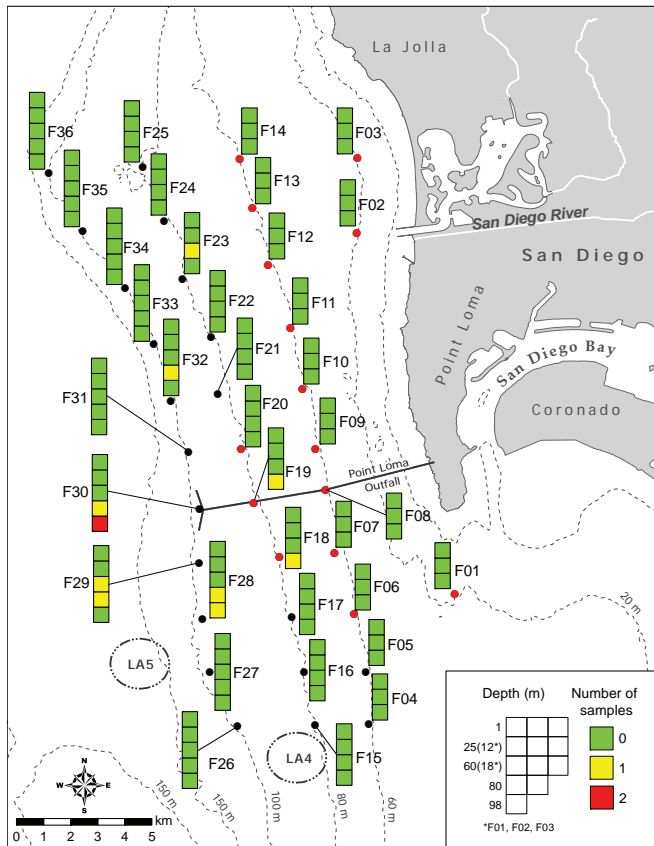 La Jolla
F36
F25
F14
F03
F35
F24
F13
F02
F34
F23
F12
San Diego River
San Diego
F33
F22
F11
Point Loma
F32
F21
F10
San Diego Bay
F31
F20
F09
Coronado
F19
Point Loma
Outfall
F30
F18
F07
F08
F29
F28
F17
F06
F01
20 m
LA5
F27
F16
F05
F04
F26
LA4
F15
150 m
150 m
100 m
80 m
60 m
N
W
E
S
km
0 1 2 3 4 5
Depth (m)
1
25(12*)
60(18*)
80
98
*F01, F02, F03
Number of
samples
0
1
2